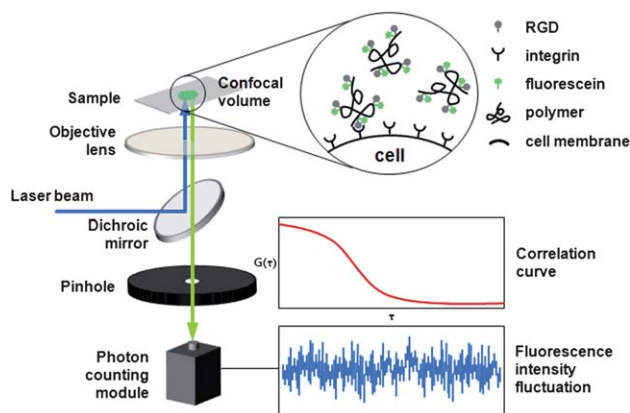 Sample
Confocal
volume
Objective
lens
Laser beam
Dichroic
mirror
Pinhole
Photon
counting
module
cell
RGD
integrin
fluorescein
polymer
cell membrane
G(τ)
τ
Correlation
curve
Fluorescence
intensity
fluctuation